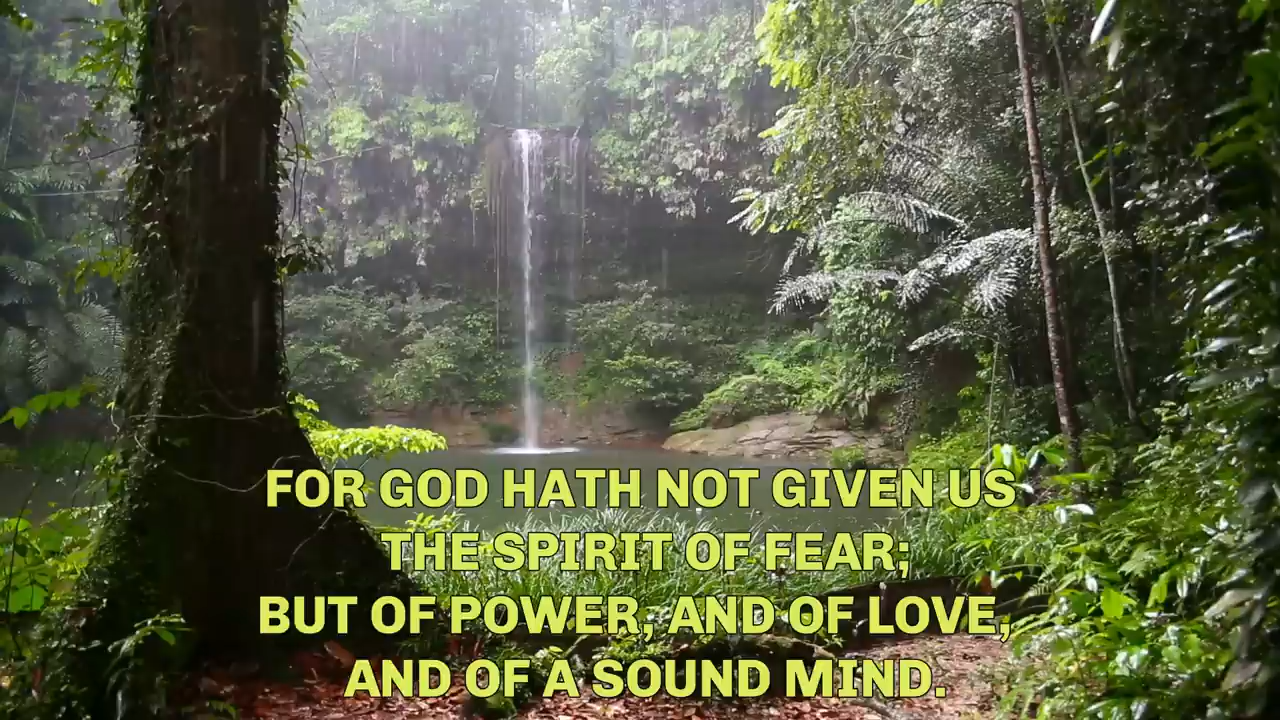 FOR GOD HATH NOT GIVEN US
THE SPIRIT OF FEAR;
BUT OF POWER, AND OF LOVE,
AND OF A SOUND MIND.